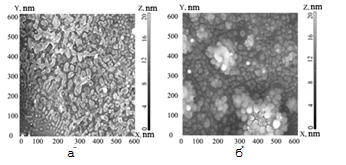 Y, nm Z, nm Y, nm Z, nm
600 20 600 20
500 16 500 16
400 12 400 12
300 300
200 8 200 8
100 4 100 4
0 X, nm 0 0 X, nm 0
0 100 200 300 400 500 600 0 100 200 300 400 500 600
а б